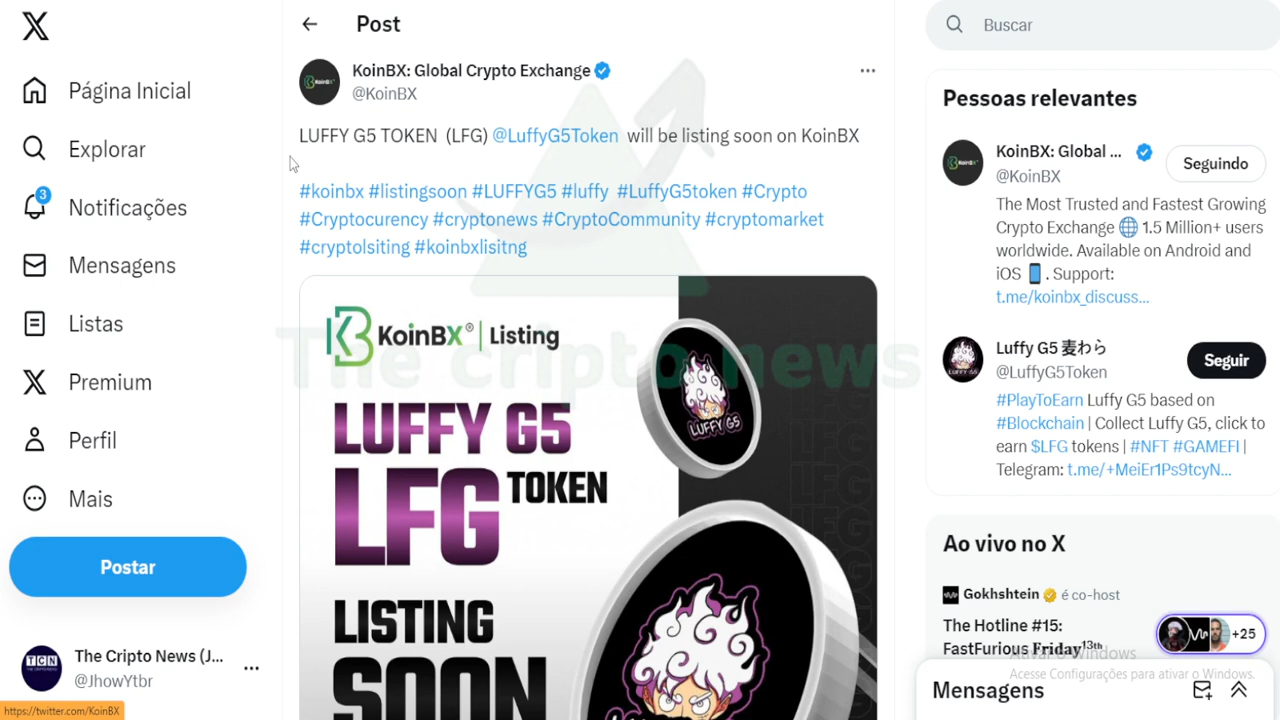 Página Inicial
Explorar
3
Notificações
Mensagens
Listas
Premium
Perfil
Mais
Postar
TCN
The Cripto News (J...
@JhowYtbr
https://twitter.com/KoinBX
Post
KoinBX: Global Crypto Exchange
@KoinBX
LUFFY G5 TOKEN (LFG) @LuffyG5Token will be listing soon on KoinBX
#koinbx #listingsoon #LUFFYG5 #luffy #LuffyG5token #Crypto
#Cryptocurency #cryptonews #CryptoCommunity #cryptomarket
#cryptolsiting #koinbxlisitng
KoinBX® | Listing
The cripto news
LUFFY G5
LFG TOKEN
LISTING
SOON
LUFFY G5
Buscar
Pessoas relevantes
KoinBX: Global ...
@KoinBX
Seguindo
The Most Trusted and Fastest Growing
Crypto Exchange 🌐 1.5 Million+ users
worldwide. Available on Android and
iOS 📱. Support:
t.me/koinbx_discuss...
Luffy G5 麦わら
@LuffyG5Token
Seguir
#PlayToEarn Luffy G5 based on
#Blockchain | Collect Luffy G5, click to
earn $LFG tokens | #NFT #GAMEFI |
Telegram: t.me/+MeiEr1Ps9tcyN...
Ao vivo no X
Gokhshtein é co-host
The Hotline #15:
FastFurious 𝐅𝐫𝐢𝐝𝐚𝐲¹³ᵗʰ
+25
Ativar o Windows
Acesse Configurações para ativar o Windows.
Mensagens